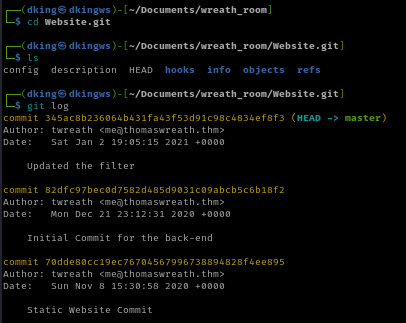 ┌──(dking㉿dkingws)-[~/Documents/wreath_room]
└─$ cd Website.git
┌──(dking㉿dkingws)-[~/Documents/wreath_room/Website.git]
└─$ ls
config description HEAD hooks info objects refs
┌──(dking㉿dkingws)-[~/Documents/wreath_room/Website.git]
└─$ git log
commit 345ac8b236064b431fa43f53d91c98c4834ef8f3 (HEAD -> master)
Author: twreath <me@thomaswreath.thm>
Date: Sat Jan 2 19:05:15 2021 +0000
Updated the filter
commit 82dfc97bec0d7582d485d9031c09abcb5c6b18f2
Author: twreath <me@thomaswreath.thm>
Date: Mon Dec 21 23:12:31 2020 +0000
Initial Commit for the back-end
commit 70dde80cc19ec76704567996738894828f4ee895
Author: twreath <me@thomaswreath.thm>
Date: Sun Nov 8 15:30:58 2020 +0000
Static Website Commit